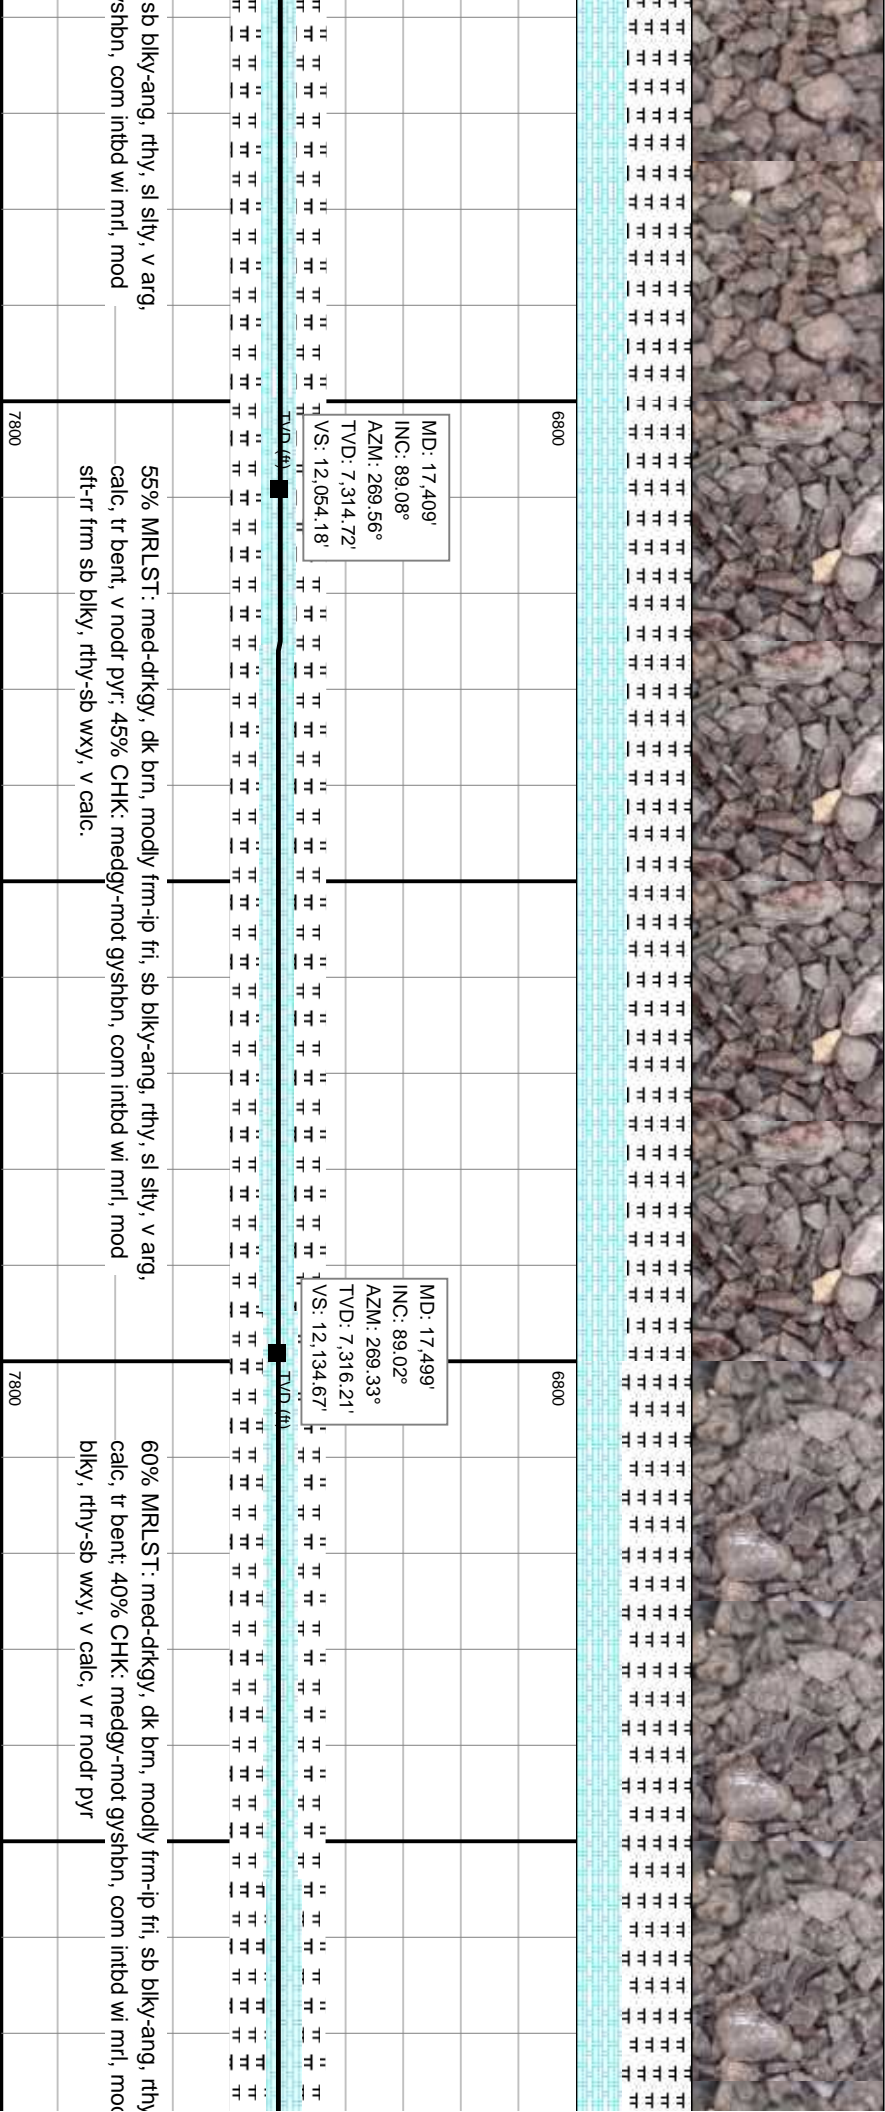 sb blky-ang, rthy, sl slty, v arg,
shbn, com intbd wi mrl, mod
6800
7800
TVD (ft)
MD: 17,409'
INC: 89.08°
AZM: 269.56°
TVD: 7,314.72'
VS: 12,054.18'
55% MRLST: med-drkgy, dk brn, modly frm-ip fri, sb blky-ang, rthy, sl slty, v arg,
calc, tr bent, v nodr pyr; 45% CHK: medgy-mot gyshbn, com intbd wi mrl, mod
sft-rr frm sb blky, rthy-sb wxy, v calc.
6800
7800
TVD (ft)
MD: 17,499'
INC: 89.02°
AZM: 269.33°
TVD: 7,316.21'
VS: 12,134.67'
60% MRLST: med-drkgy, dk brn, modly frm-ip fri, sb blky-ang, rthy
calc, tr bent; 40% CHK: medgy-mot gyshbn, com intbd wi mrl, mod
blky, rthy-sb wxy, v calc, v rr nodr pyr